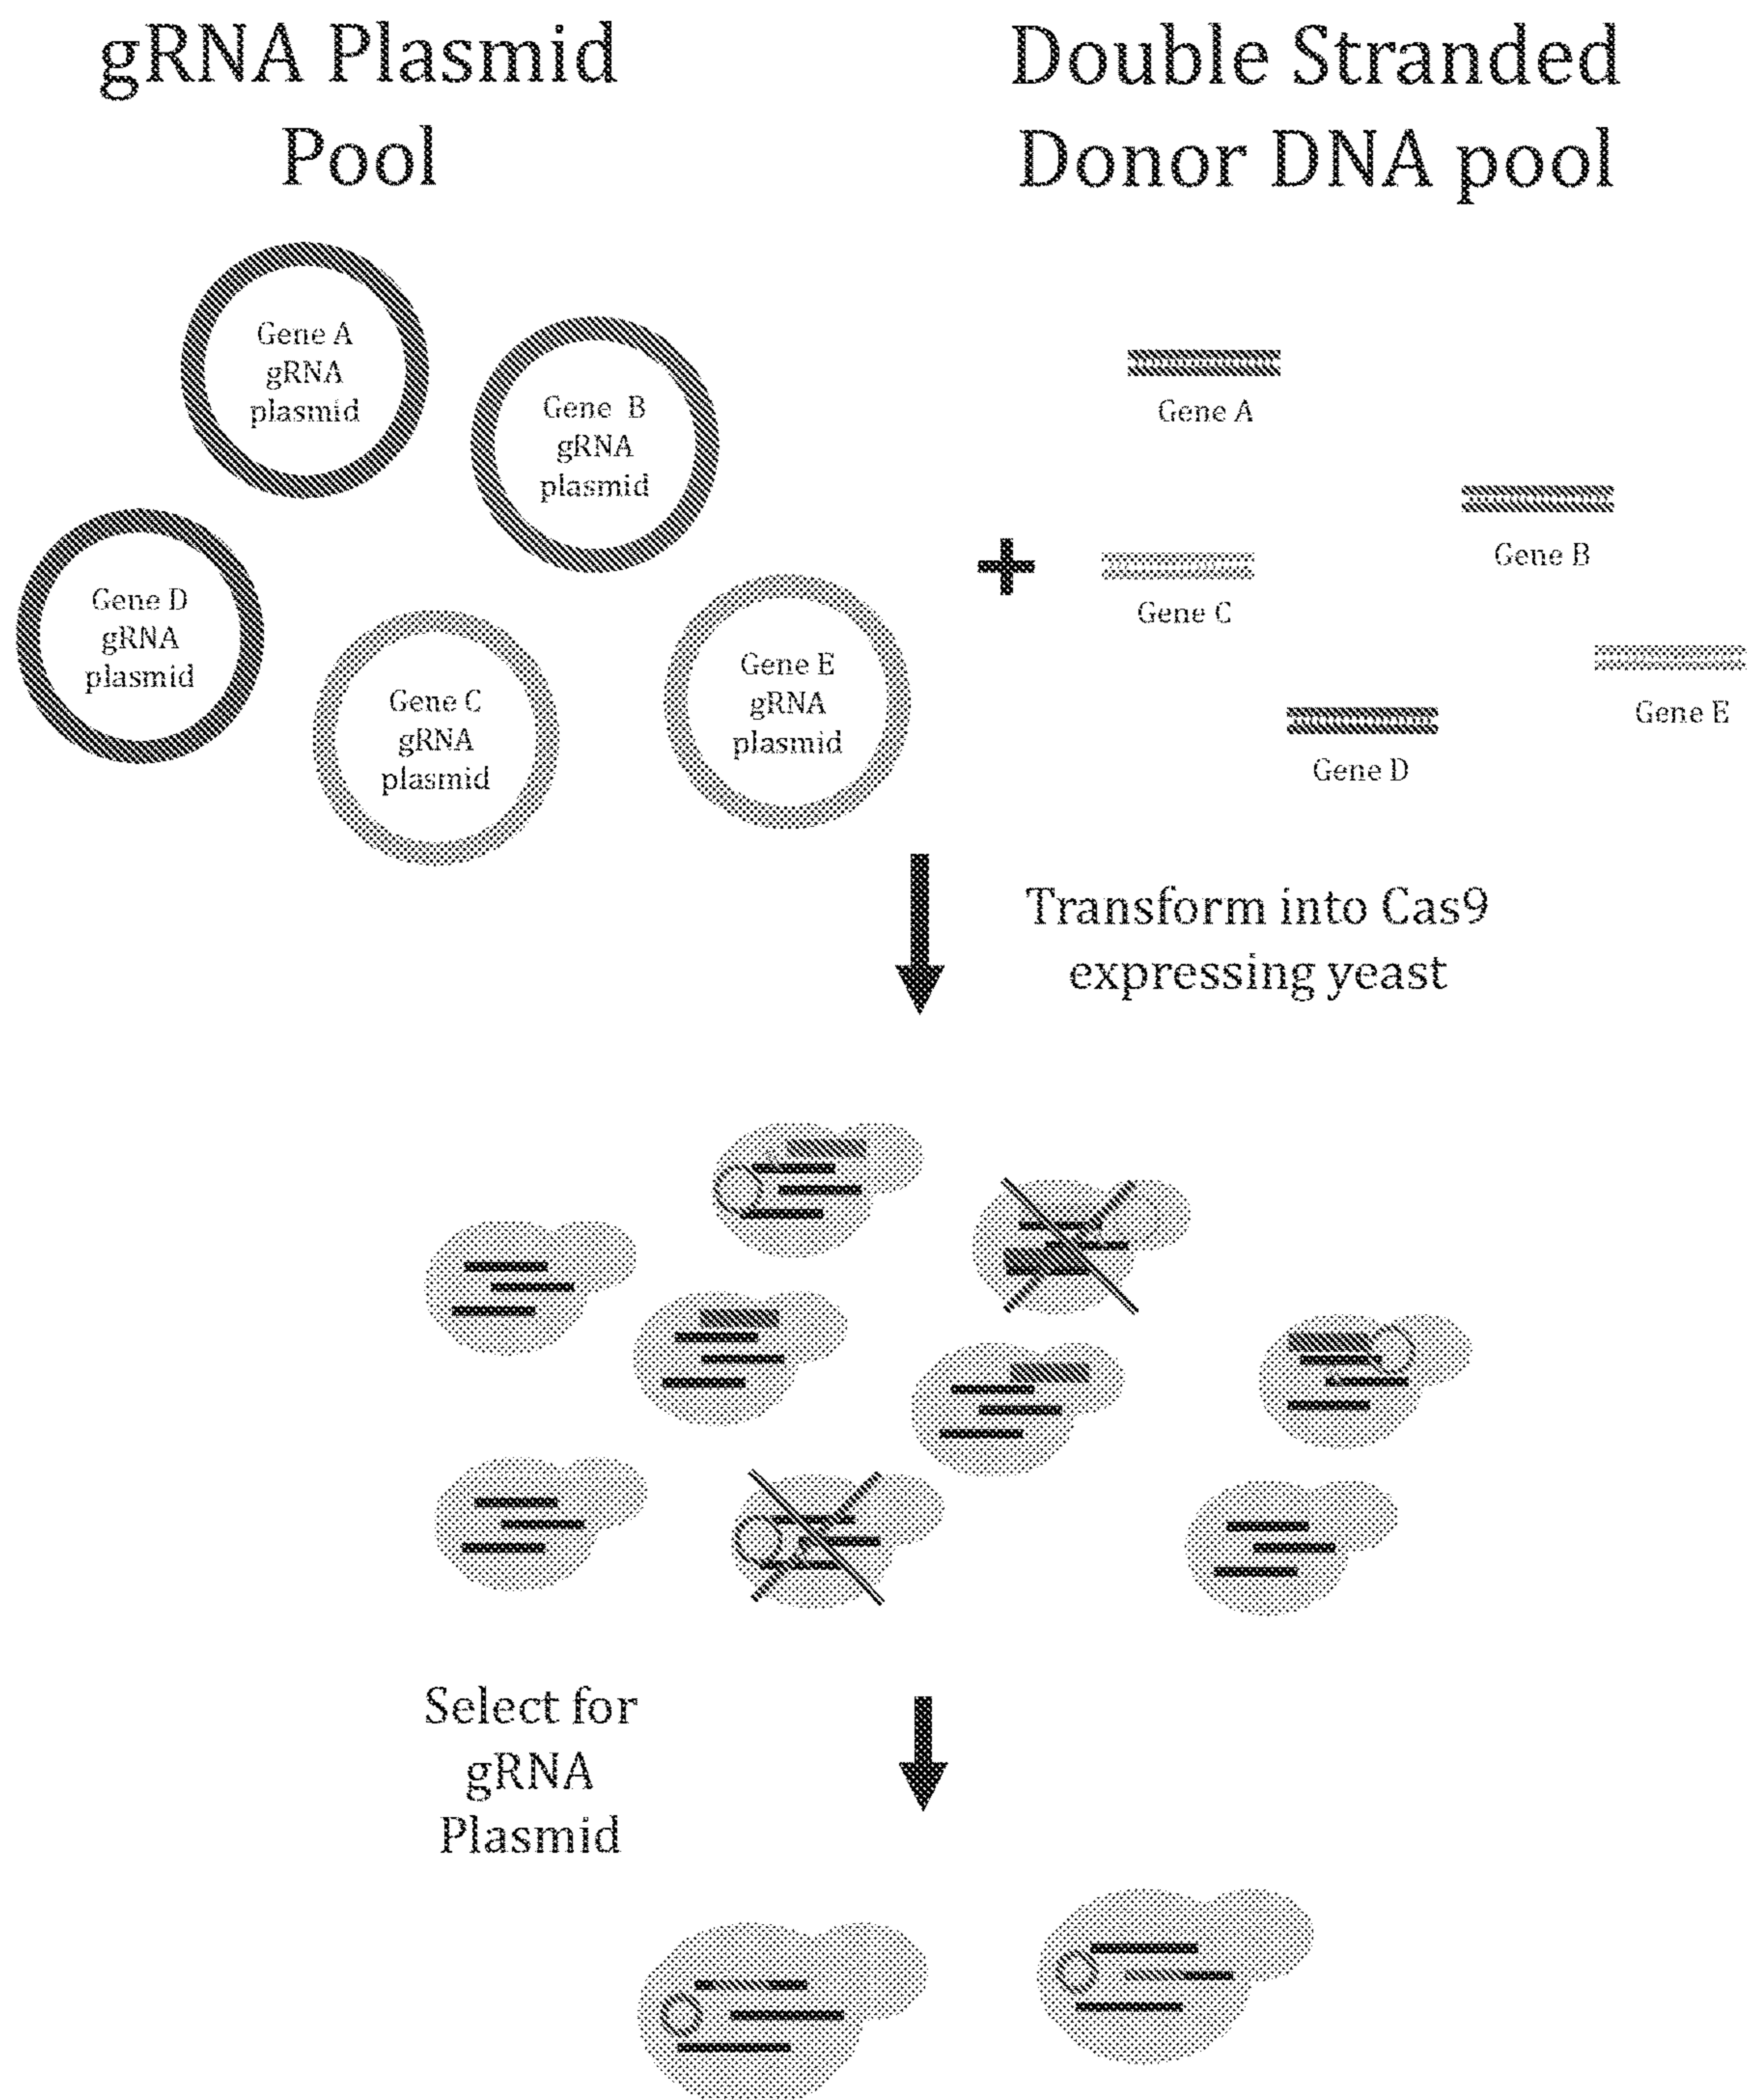 gRNA Plasmid
Pool
Double Stranded
Donor DNA pool
Gene A
gRNA
plasmid
Gene B
gRNA
plasmid
Gene D
gRNA
plasmid
Gene C
gRNA
plasmid
Gene E
gRNA
plasmid
+
Gene A
Gene B
Gene C
Gene E
Gene D
Transform into Cas9
expressing yeast
Select for
gRNA
Plasmid